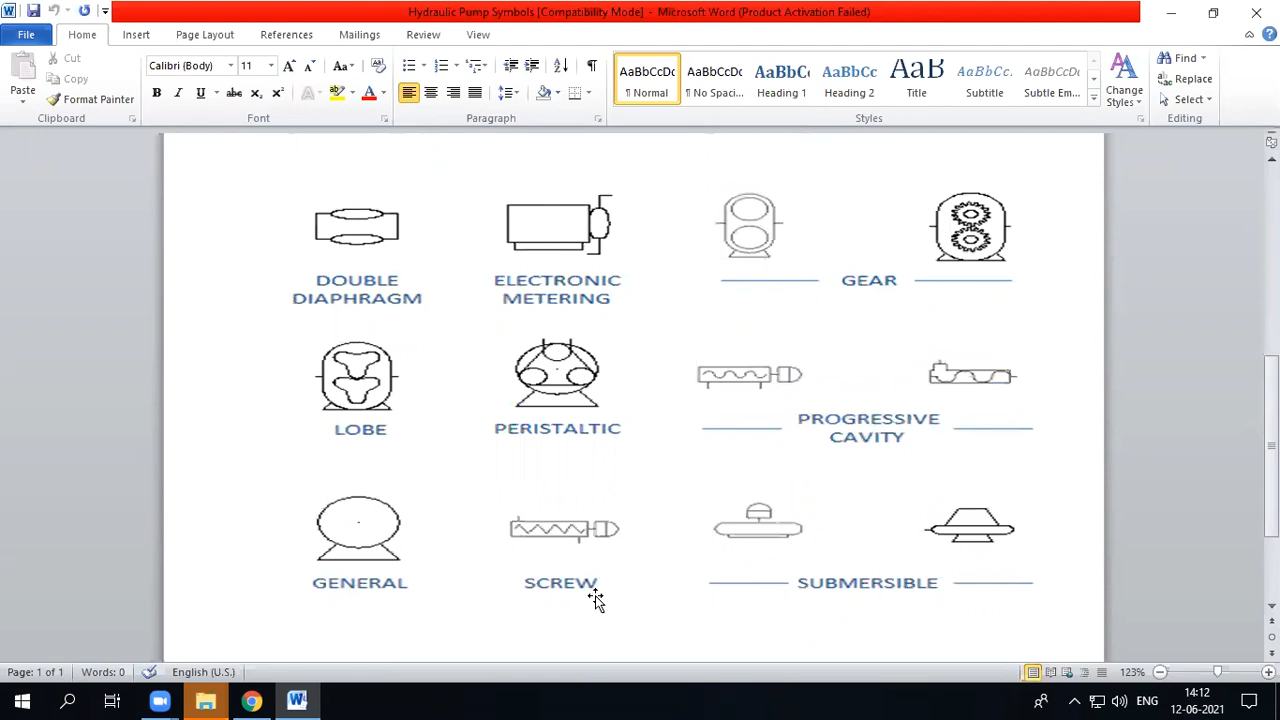 Hydraulic Pump Symbols [Compatibility Mode] - Microsoft Word (Product Activation Failed)
File Home Insert Page Layout References Mailings Review View
Paste
Cut
Copy
Format Painter
Clipboard
Calibri (Body) 11
Font
Paragraph
AaBbCcDc AaBbCcDc AaBbCc AaBbCc AaB AaBbCcL AaBbCcDc
¶ Normal ¶ No Spaci... Heading 1 Heading 2 Title Subtitle Subtle Em...
Change
Styles
Styles
Find
Replace
Select
Editing
DOUBLE
DIAPHRAGM
ELECTRONIC
METERING
GEAR
LOBE
PERISTALTIC
PROGRESSIVE
CAVITY
GENERAL
SCREW
SUBMERSIBLE
Page: 1 of 1 Words: 0 English (U.S.) 123%
ENG 14:12
12-06-2021